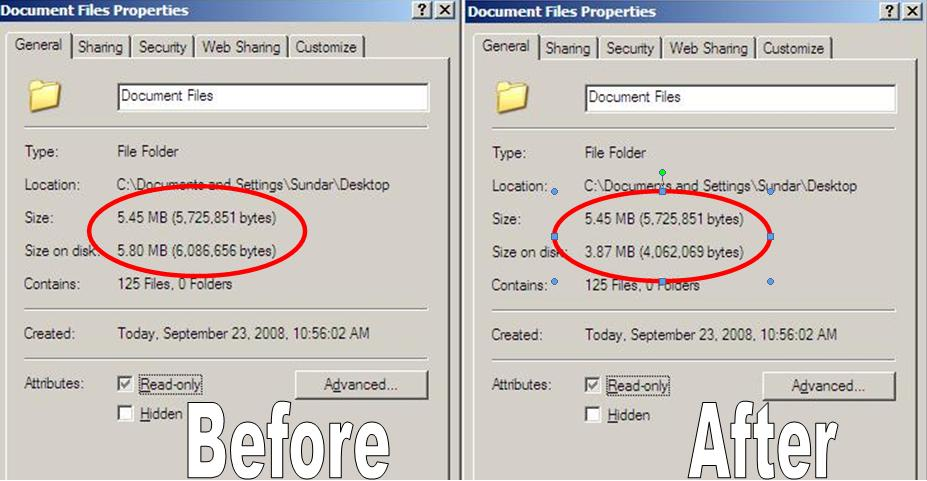 Document Files Properties
General Sharing Security Web Sharing Customize
Document Files
Type: File Folder
Location: C:\Documents and Settings\Sundar\Desktop
Size: 5.45 MB (5,725,851 bytes)
Size on disk: 5.80 MB (6,086,656 bytes)
Contains: 125 Files, 0 Folders
Created: Today, September 23, 2008, 10:56:02 AM
Attributes: Read-only Advanced...
Hidden
Before
Document Files Properties
General Sharing Security Web Sharing Customize
Document Files
Type: File Folder
Location: C:\Documents and Settings\Sundar\Desktop
Size: 5.45 MB (5,725,851 bytes)
Size on disk: 3.87 MB (4,062,069 bytes)
Contains: 125 Files, 0 Folders
Created: Today, September 23, 2008, 10:56:02 AM
Attributes: Read-only Advanced...
Hidden
After